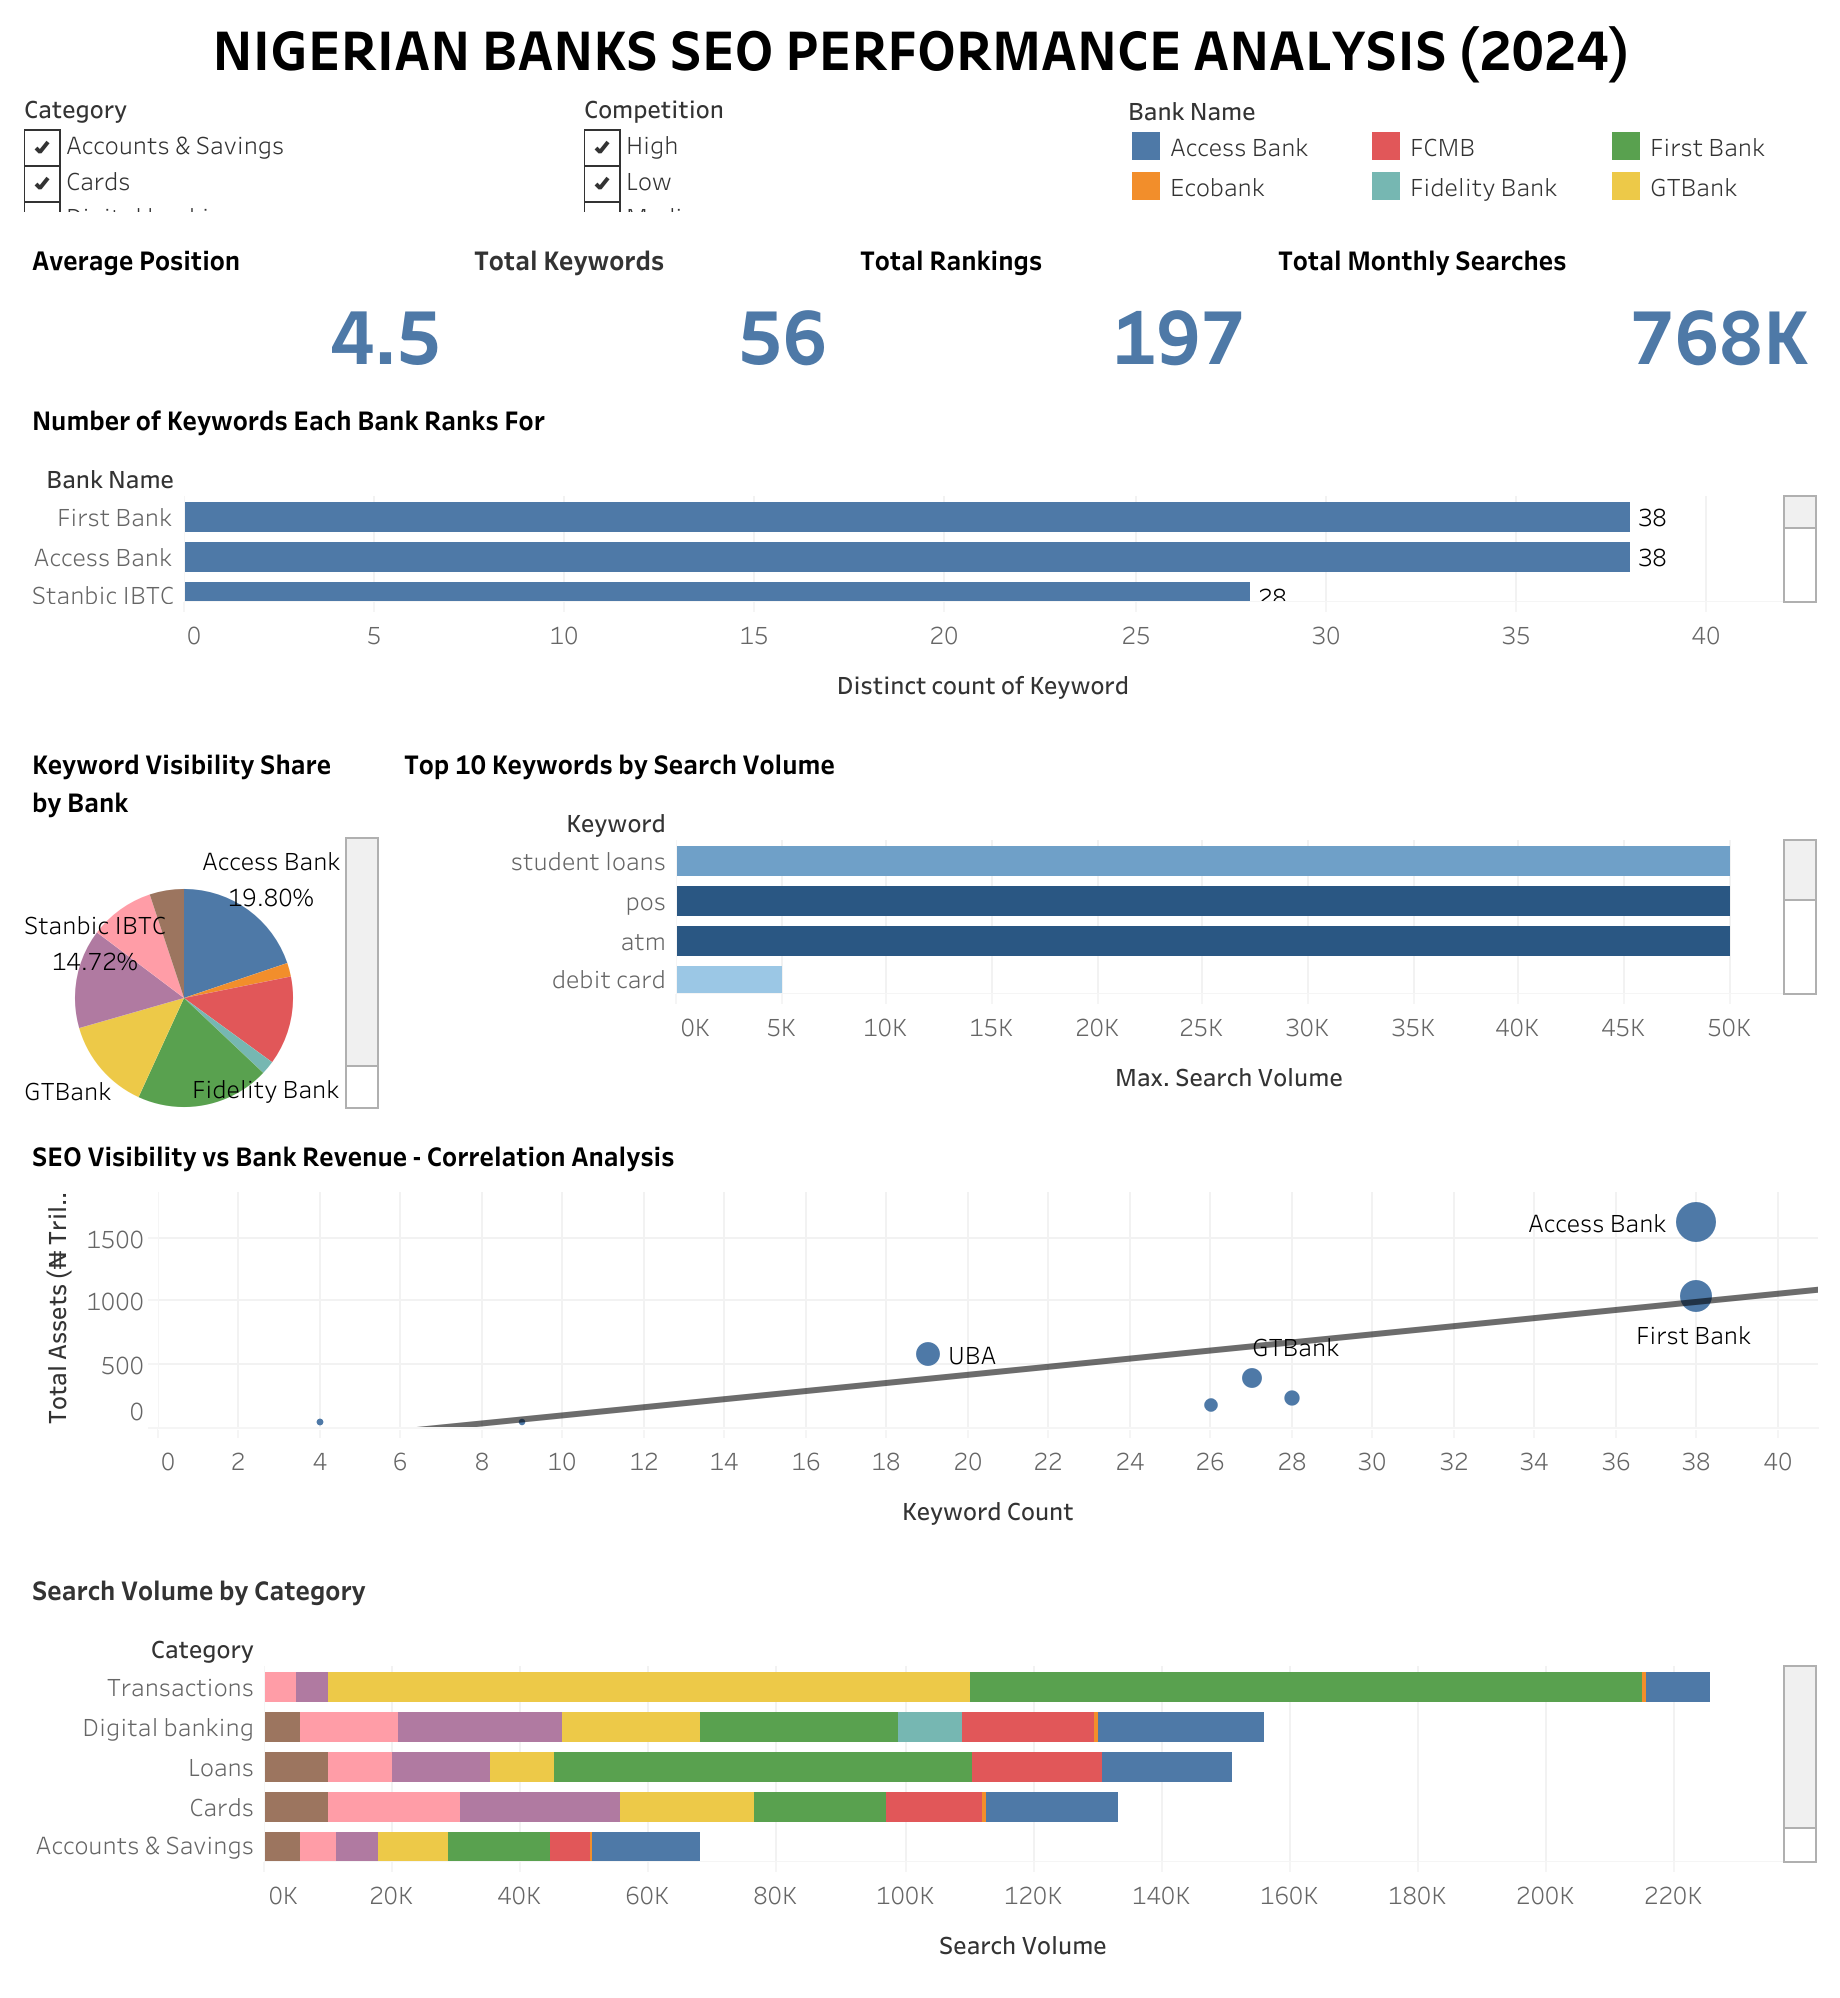 NIGERIAN BANKS SEO PERFORMANCE ANALYSIS (2024)
Category
Accounts & Savings
Cards
Competition
High
Low
Bank Name
Access Bank
FCMB
First Bank
Ecobank
Fidelity Bank
GTBank
Average Position
Total Keywords
Total Rankings
Total Monthly Searches
4.5
56
197
768K
Number of Keywords Each Bank Ranks For
Bank Name
First Bank
38
Access Bank
38
Stanbic IBTC
28
0 5 10 15 20 25 30 35 40
Distinct count of Keyword
Keyword Visibility Share
by Bank
Access Bank
19.80%
Stanbic IBTC
14.72%
GTBank
Fidelity Bank
Top 10 Keywords by Search Volume
Keyword
student loans
pos
atm
debit card
0K 5K 10K 15K 20K 25K 30K 35K 40K 45K 50K
Max. Search Volume
SEO Visibility vs Bank Revenue - Correlation Analysis
Total Assets (₦ Tril..
1500
1000
500
0
Access Bank
First Bank
GTBank
UBA
0 2 4 6 8 10 12 14 16 18 20 22 24 26 28 30 32 34 36 38 40
Keyword Count
Search Volume by Category
Category
Transactions
Digital banking
Loans
Cards
Accounts & Savings
0K 20K 40K 60K 80K 100K 120K 140K 160K 180K 200K 220K
Search Volume